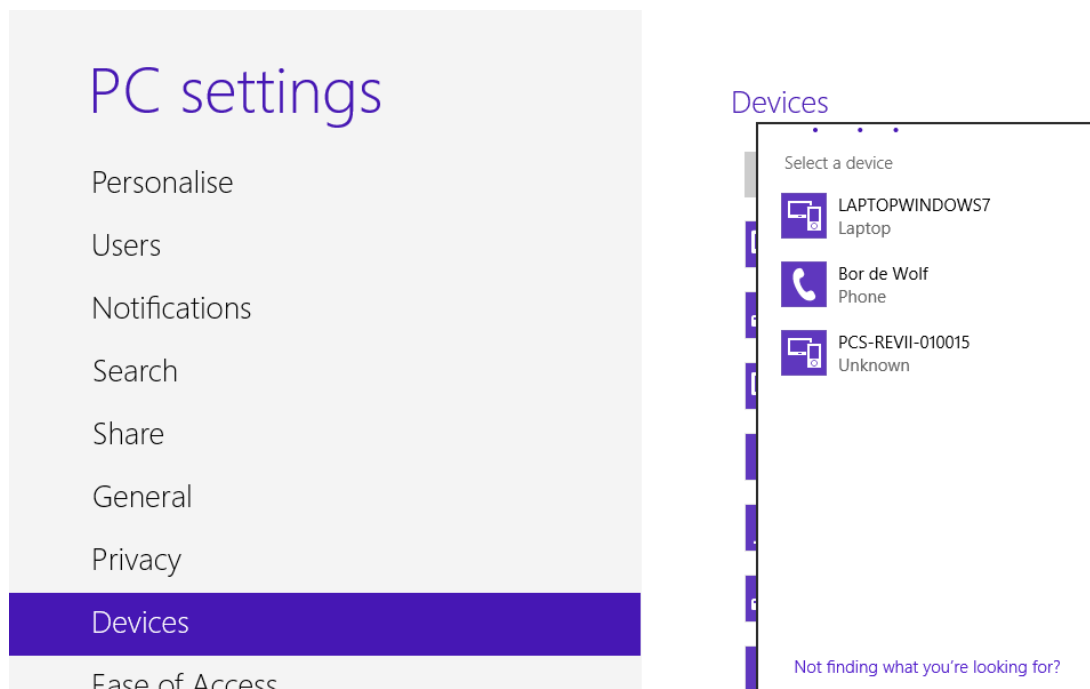 PC settings
Personalise
Users
Notifications
Search
Share
General
Privacy
Devices
Ease of Access
Devices
Select a device
LAPTOPWINDOWS7
Laptop
Bor de Wolf
Phone
PCS-REVII-010015
Unknown
Not finding what you're looking for?